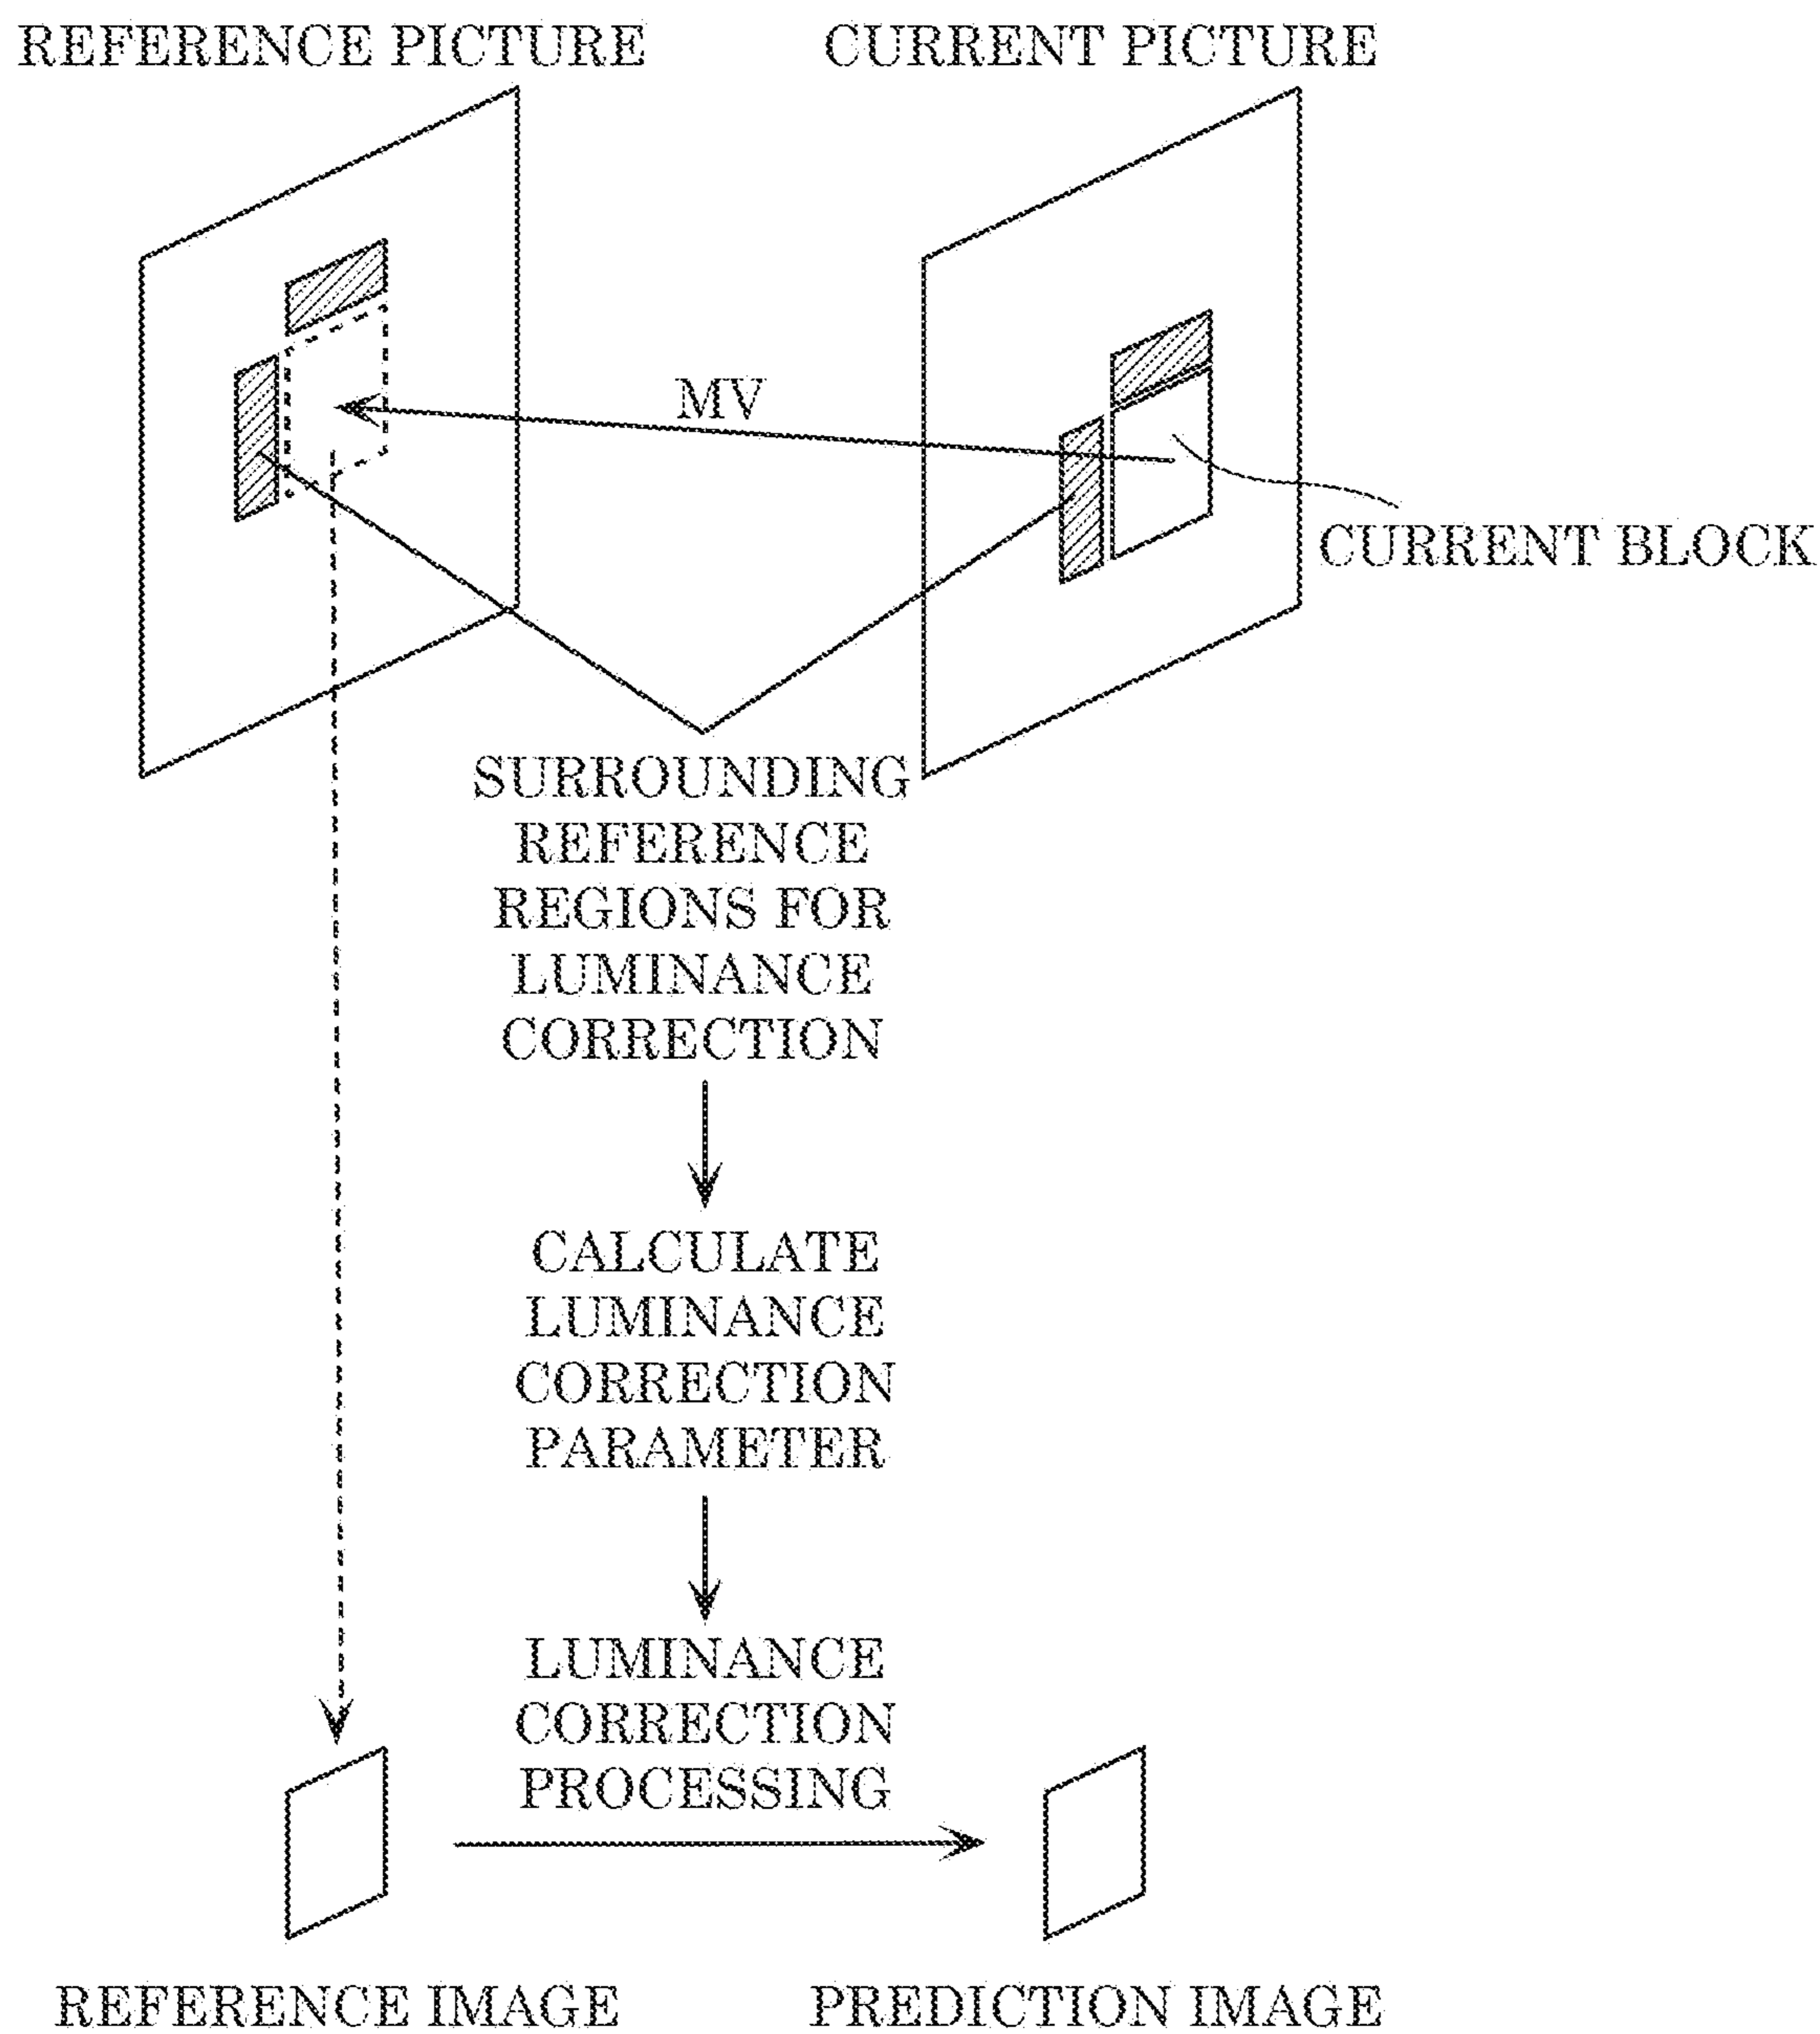 REFERENCE PICTURE
CURRENT PICTURE
MV
CURRENT BLOCK
SURROUNDING
REFERENCE
REGIONS FOR
LUMINANCE
CORRECTION
CALCULATE
LUMINANCE
CORRECTION
PARAMETER
LUMINANCE
CORRECTION
PROCESSING
REFERENCE IMAGE
PREDICTION IMAGE